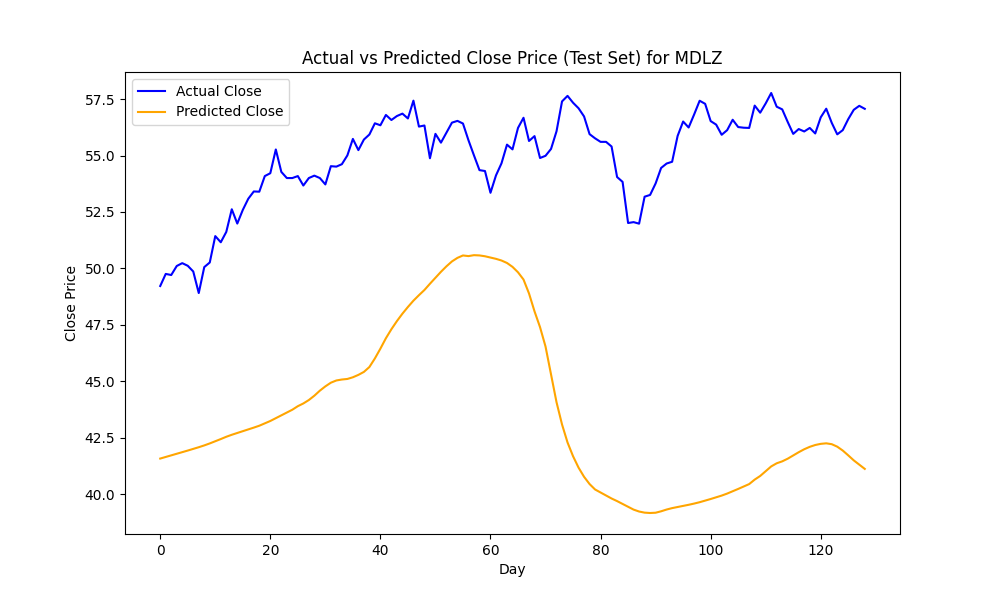 Actual vs Predicted Close Price (Test Set) for MDLZ
Actual Close
Predicted Close
57.5
55.0
52.5
50.0
47.5
45.0
42.5
40.0
Close Price
0 20 40 60 80 100 120
Day